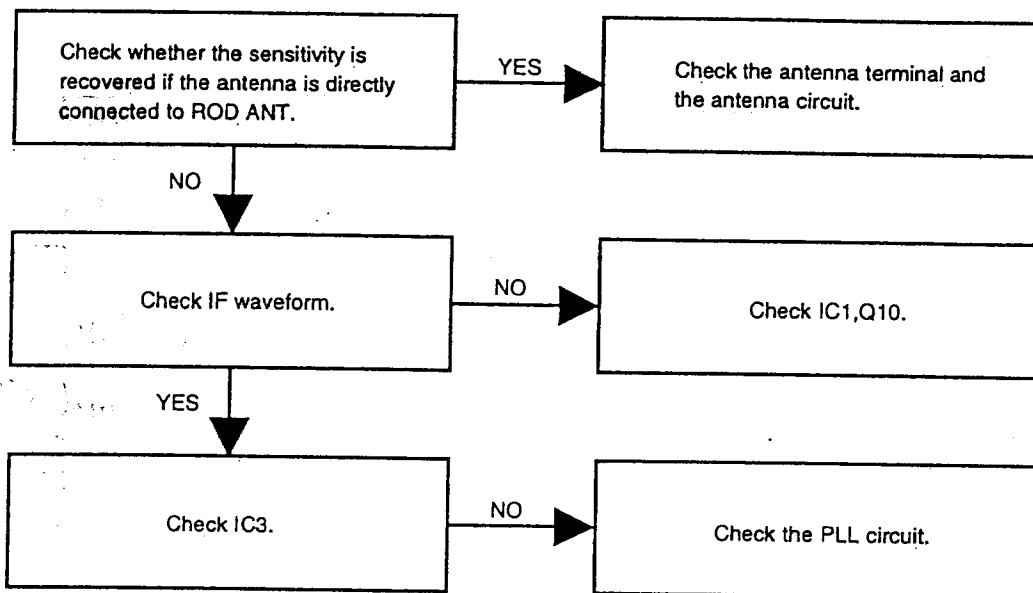 Check whether the sensitivity is
recovered if the antenna is directly
connected to ROD ANT.
YES
Check the antenna terminal and
the antenna circuit.
NO
Check IF waveform.
NO
Check IC1,Q10.
YES
Check IC3.
NO
Check the PLL circuit.